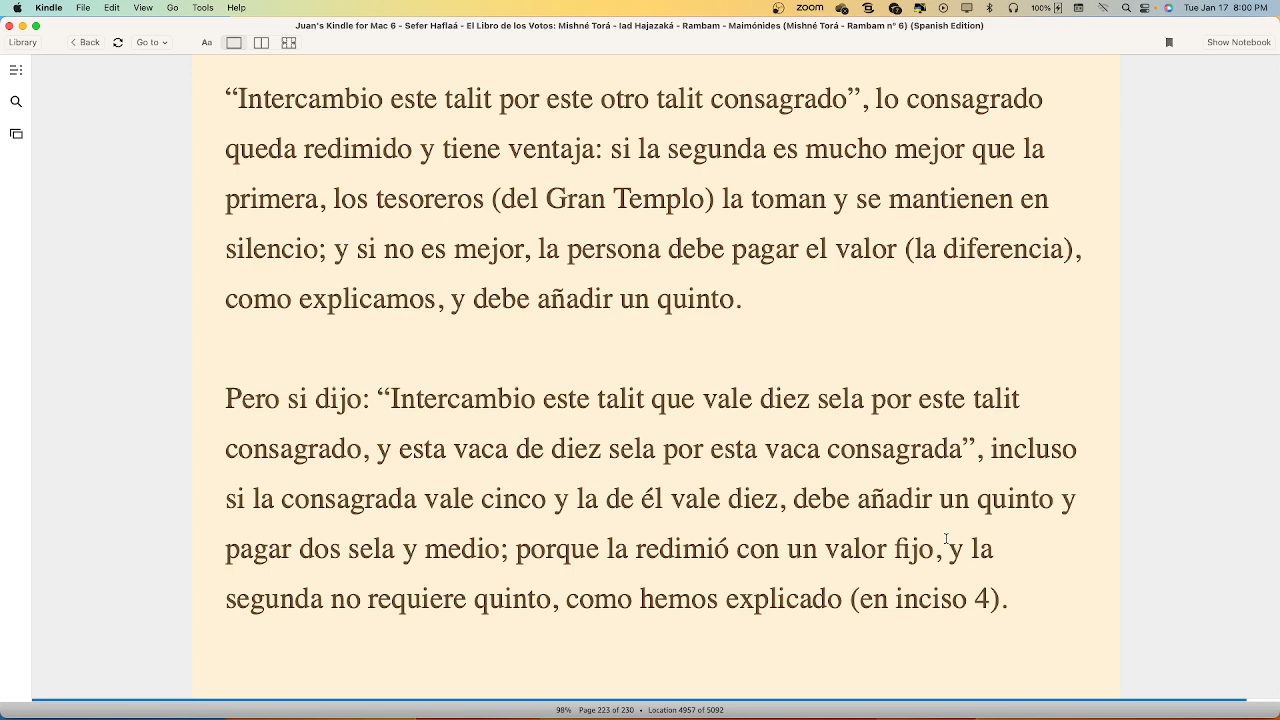 Kindle File Edit View Go Tools Help
zoom 100% Tue Jan 17 8:00 PM
Juan's Kindle for Mac 6 - Sefer Haflaá - El Libro de los Votos: Mishné Torá - Iad Hajazaká - Rambam - Maimónides (Mishné Torá - Rambam nº 6) (Spanish Edition)
Library Back Go to Aa Show Notebook
“Intercambio este talit por este otro talit consagrado”, lo consagrado
queda redimido y tiene ventaja: si la segunda es mucho mejor que la
primera, los tesoreros (del Gran Templo) la toman y se mantienen en
silencio; y si no es mejor, la persona debe pagar el valor (la diferencia),
como explicamos, y debe añadir un quinto.
Pero si dijo: “Intercambio este talit que vale diez sela por este talit
consagrado, y esta vaca de diez sela por esta vaca consagrada”, incluso
si la consagrada vale cinco y la de él vale diez, debe añadir un quinto y
pagar dos sela y medio; porque la redimió con un valor fijo, y la
segunda no requiere quinto, como hemos explicado (en inciso 4).
98% Page 223 of 230 • Location 4957 of 5092